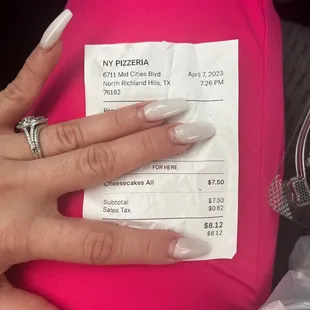 NY PIZZERIA
6711 Mid Cities Blvd April 7, 2023
North Richland Hills, TX 7:26 PM
76182
FOR HERE
Cheesecakes All $7.50
Subtotal $7.50
Sales Tax $0.62
$8.12
$8.12